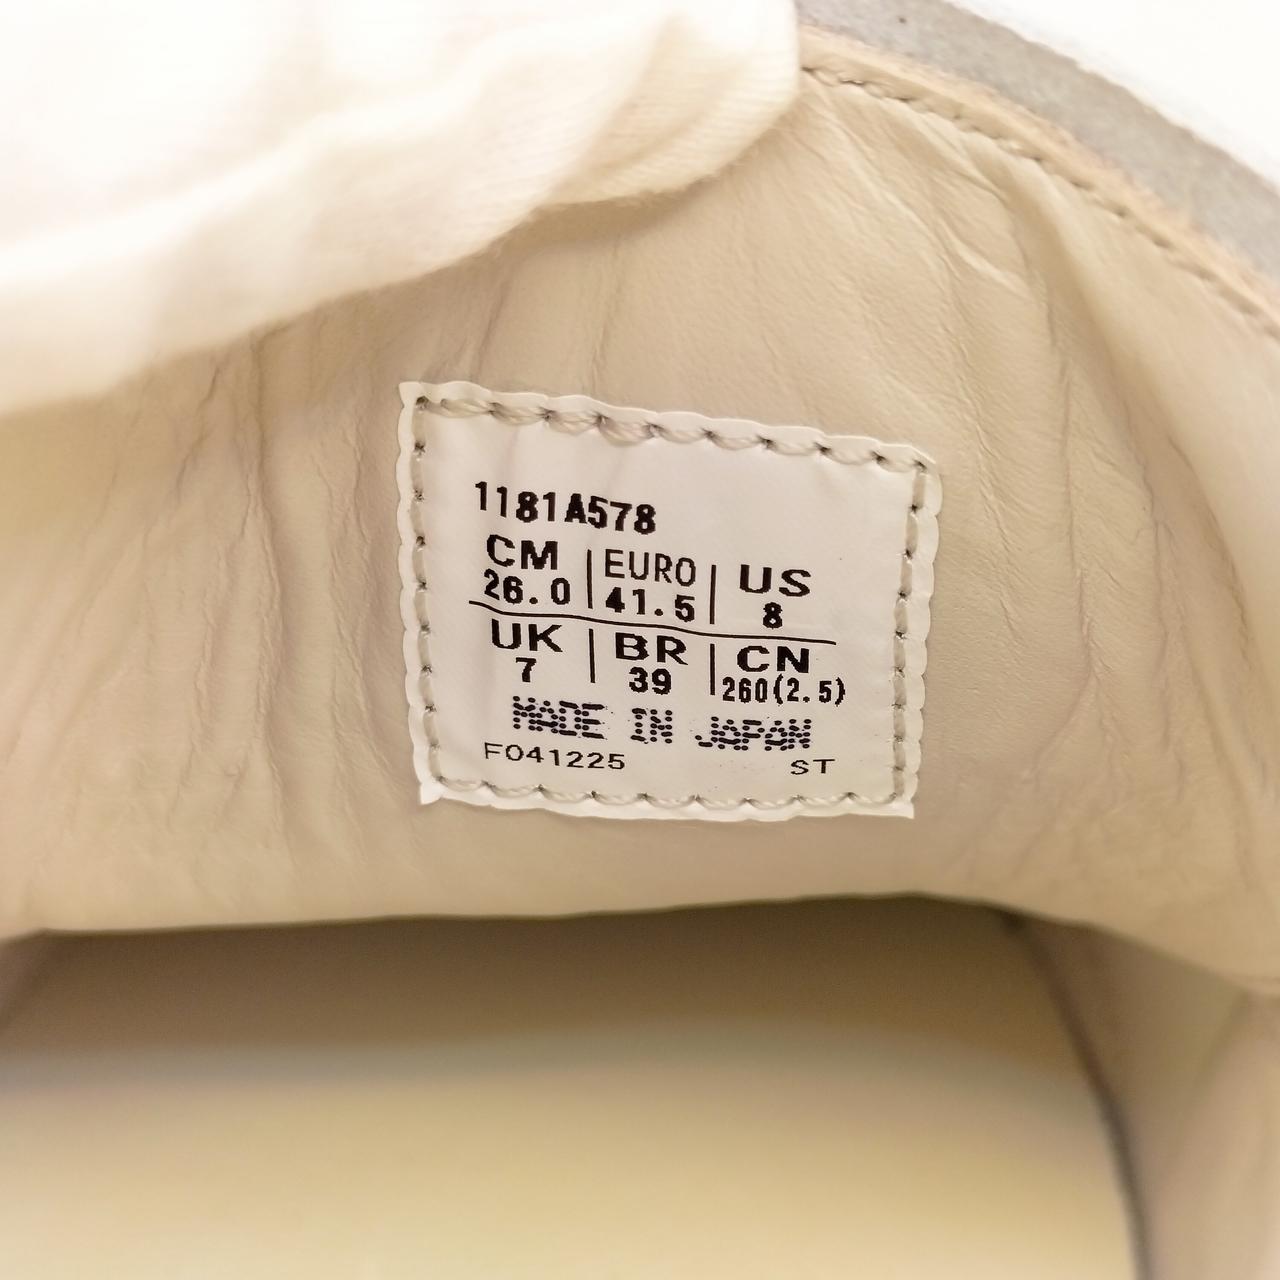 1181A578
CM | EURO | US
26.0 | 41.5 | 8
UK | BR | CN
7 | 39 | 260(2.5)
MADE IN JAPAN
F041225 ST